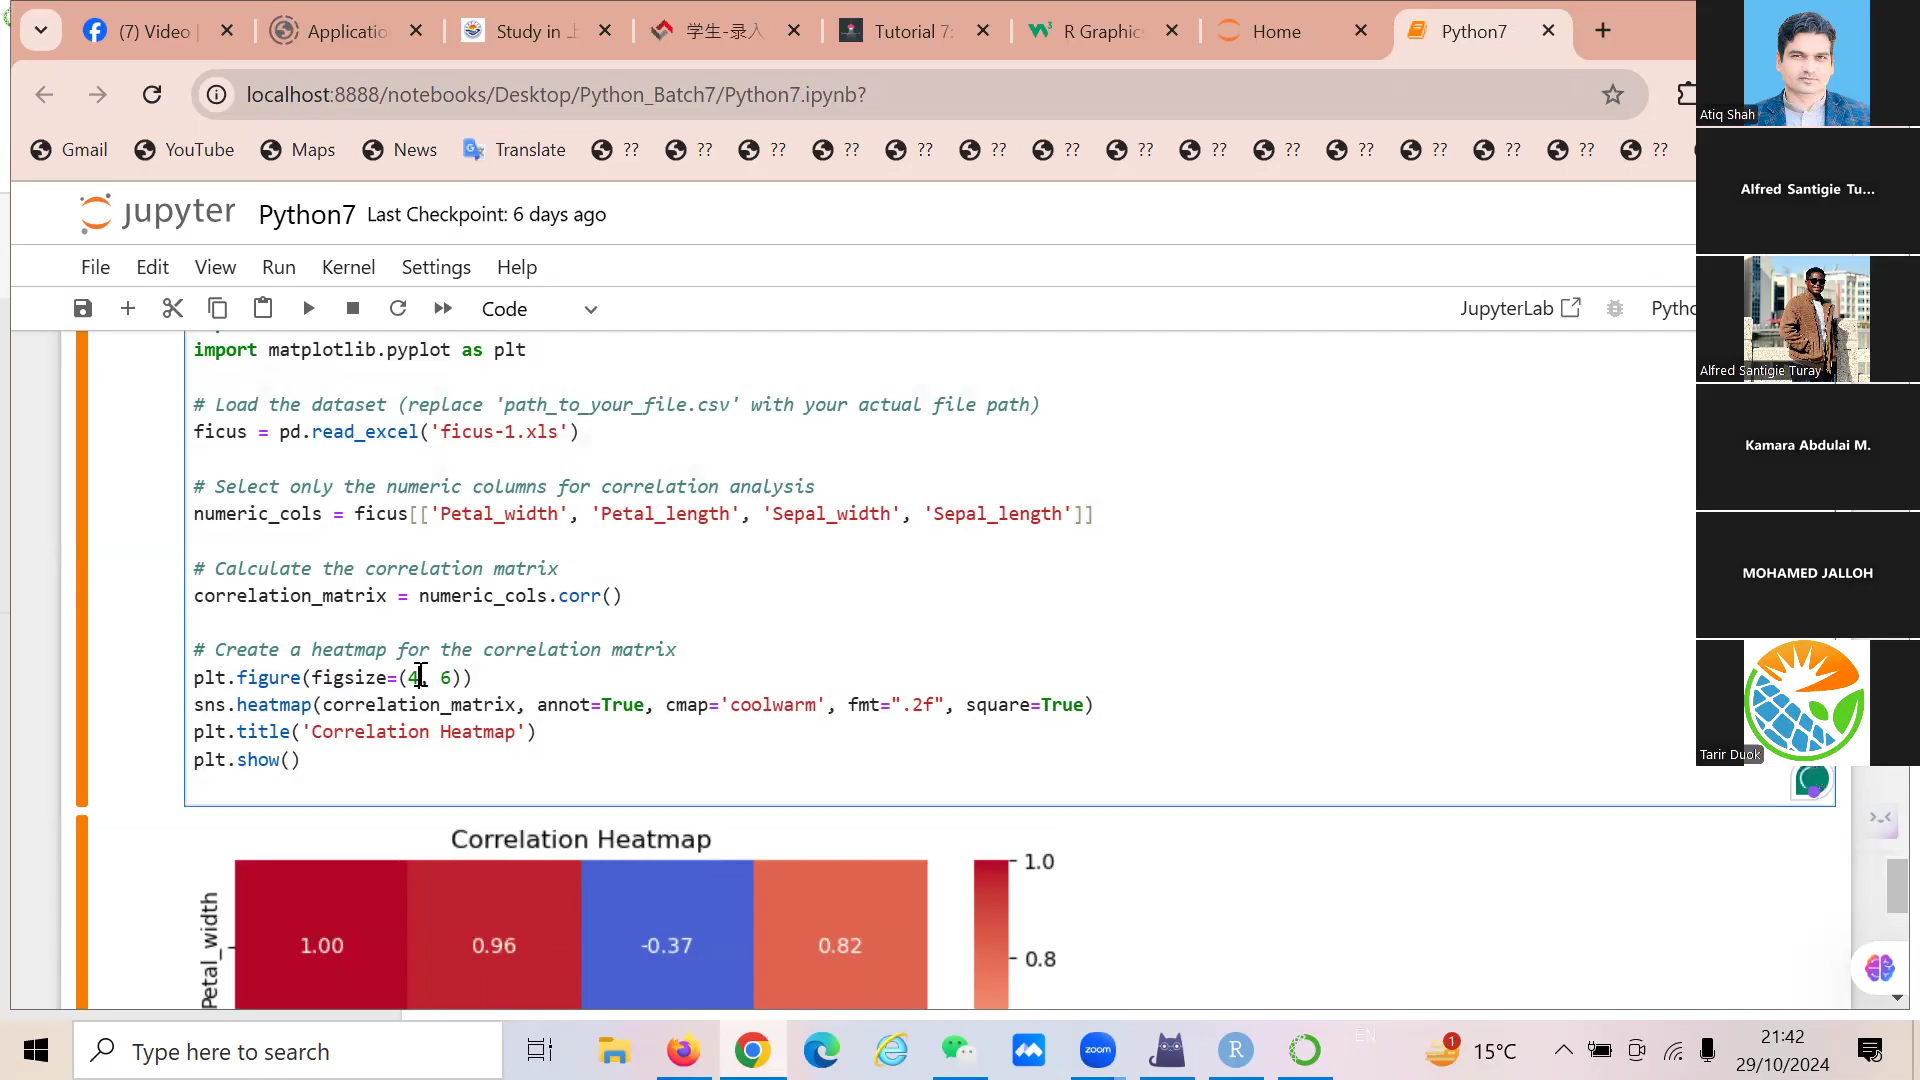 (7) Video
Applicatio
Study in 上
学生-录入
Tutorial 7:
R Graphic
Home
Python7
localhost:8888/notebooks/Desktop/Python_Batch7/Python7.ipynb?
Gmail YouTube Maps News Translate ?? ?? ?? ?? ?? ?? ?? ?? ?? ?? ?? ?? ?? ?? ??
jupyter Python7 Last Checkpoint: 6 days ago
File Edit View Run Kernel Settings Help
Code
JupyterLab
Pytho
import matplotlib.pyplot as plt
# Load the dataset (replace 'path_to_your_file.csv' with your actual file path)
ficus = pd.read_excel('ficus-1.xls')
# Select only the numeric columns for correlation analysis
numeric_cols = ficus[['Petal_width', 'Petal_length', 'Sepal_width', 'Sepal_length']]
# Calculate the correlation matrix
correlation_matrix = numeric_cols.corr()
# Create a heatmap for the correlation matrix
plt.figure(figsize=(4, 6))
sns.heatmap(correlation_matrix, annot=True, cmap='coolwarm', fmt=".2f", square=True)
plt.title('Correlation Heatmap')
plt.show()
Correlation Heatmap
Petal_width
1.00 0.96 -0.37 0.82
1.0
0.8
Atiq Shah
Alfred Santigie Tu...
Alfred Santigie Turay
Kamara Abdulai M.
MOHAMED JALLOH
Tarir Duok
Type here to search
zoom
R
EN
1
15°C
21:42
29/10/2024